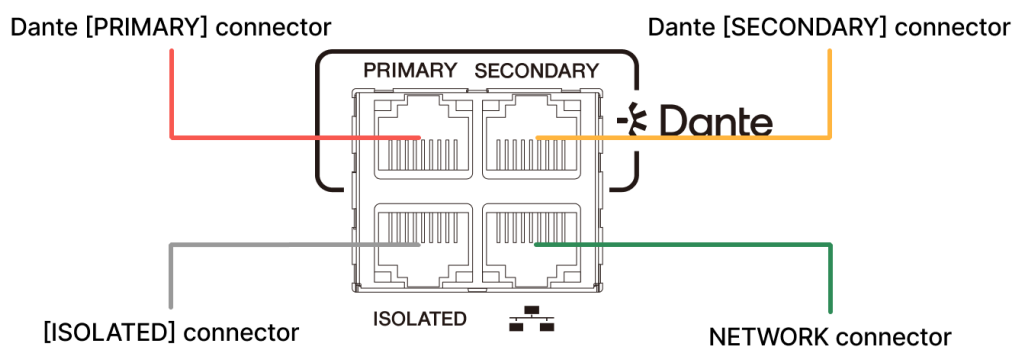 Dante [PRIMARY] connector
Dante [SECONDARY] connector
PRIMARY SECONDARY
Dante
ISOLATED
[ISOLATED] connector
NETWORK connector